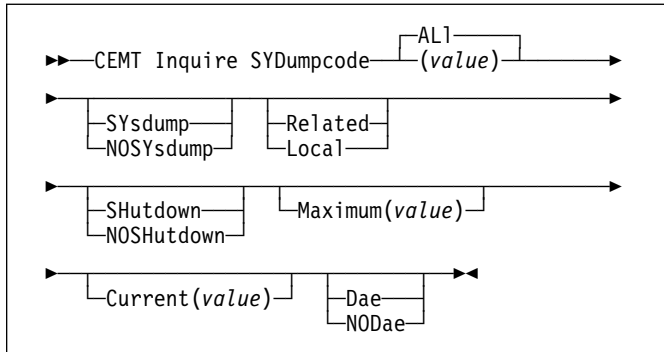 ALl
CEMT Inquire SYDumpcode (value)
SYsdump Related
NOSYsdump Local
SHutdown Maximum(value)
NOSHutdown
Current(value) Dae
NODae